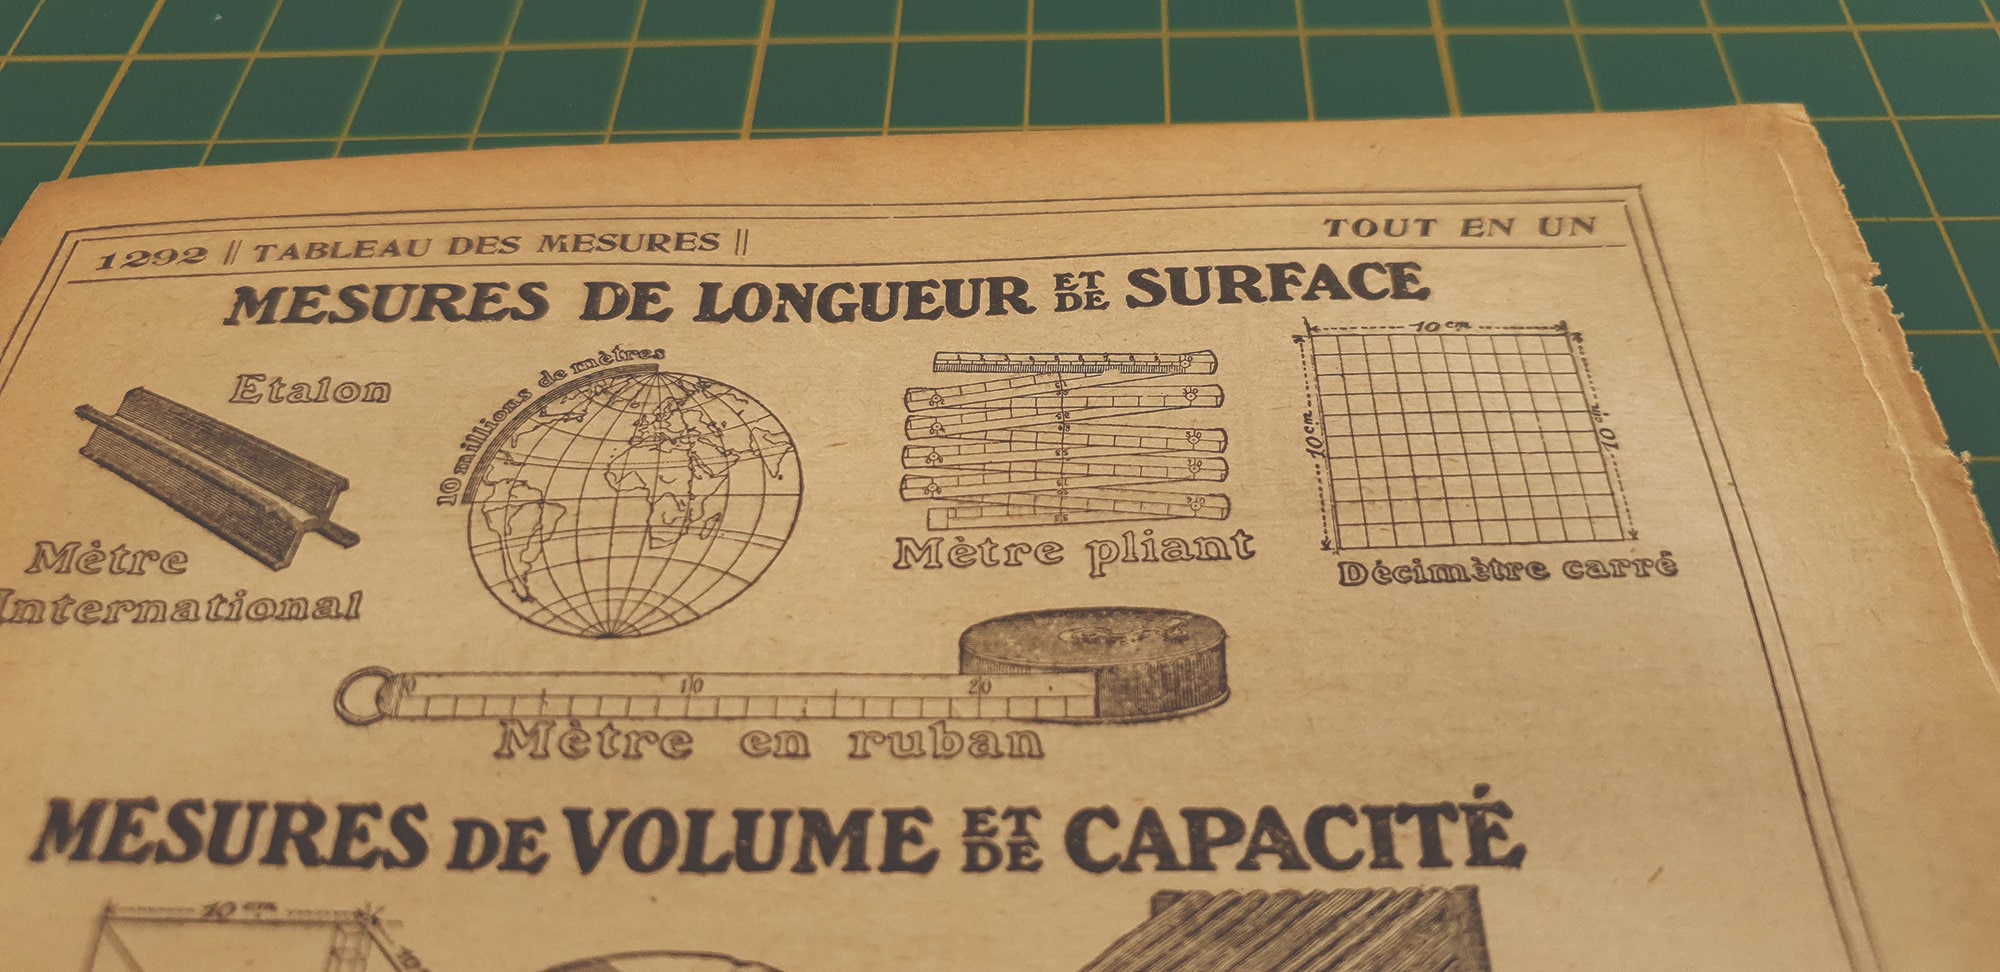 1292 || TABLEAU DES MESURES ||
TOUT EN UN
MESURES DE LONGUEUR ET DE SURFACE
Etalon
Mètre
International
10 millions de mètres
Mètre pliant
10 cm
10 cm
10 cm
Décimètre carré
0 10 20
Mètre en ruban
MESURES DE VOLUME ET DE CAPACITÉ
10 cm
10